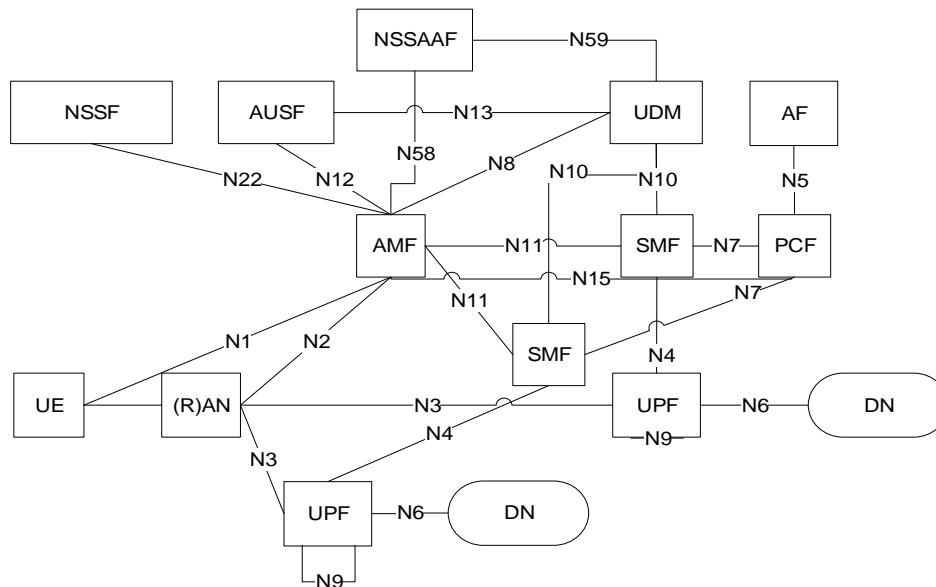 NSSAAF
N59
NSSF
AUSF
N13
UDM
AF
N58
N8
N22
N12
N10
N10
N5
AMF
N11
SMF
N7
PCF
N15
N11
N7
N1
N2
SMF
N4
UE
(R)AN
N3
UPF
N6
DN
N4
N9
N3
UPF
N6
DN
N9